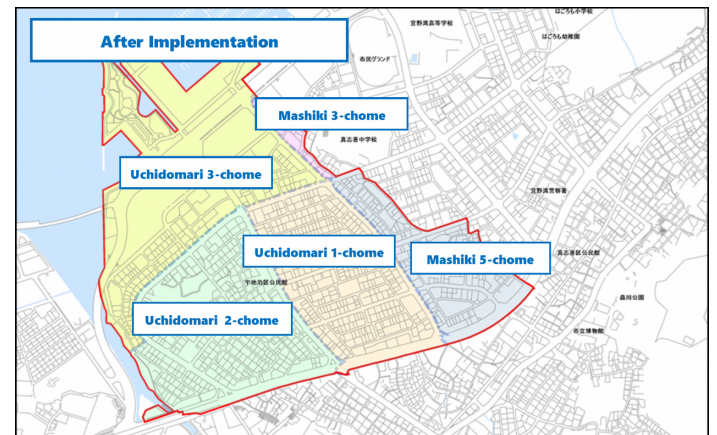 After Implementation
はごろも小学校
宜野湾高等学校
はごろも幼稚園
市民グランド
Mashiki 3-chome
真志喜中学校
Uchidomari 3-chome
宜野湾警察署
Uchidomari 1-chome
Mashiki 5-chome
真志喜区公民館
宇地泊区公民館
森川公園
Uchidomari 2-chome
市立博物館